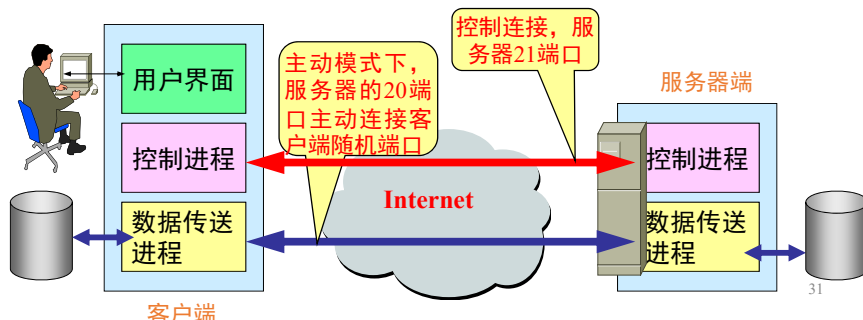 用户界面
控制进程
数据传送
进程
客户端
主动模式下，
服务器的20端
口主动连接客
户端随机端口
控制连接，服
务器21端口
Internet
服务器端
控制进程
数据传送
进程
31